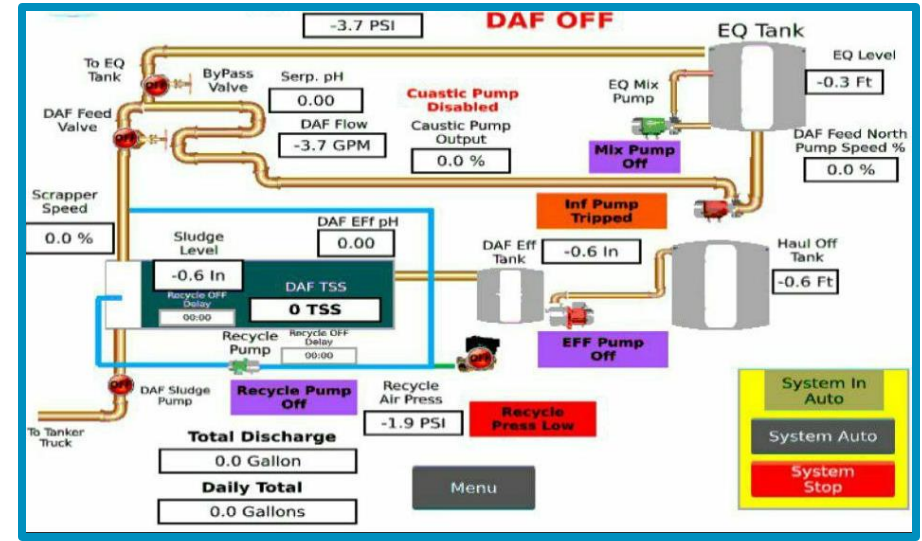 -3.7 PSI
DAF OFF
EQ Tank
To EQ
Tank
ByPass
Valve
Serp. pH
0.00
Cuastic Pump
Disabled
EQ Mix
Pump
EQ Level
-0.3 Ft
DAF Feed
Valve
DAF Flow
-3.7 GPM
Caustic Pump
Output
0.0 %
Mix Pump
Off
DAF Feed North
Pump Speed %
0.0 %
Scrapper
Speed
0.0 %
Inf Pump
Tripped
DAF EFf pH
0.00
Sludge
Level
-0.6 In
Recycle OFF
Delay
00:00
DAF TSS
0 TSS
DAF Eff
Tank
-0.6 In
Haul Off
Tank
-0.6 Ft
Recycle
Pump
Recycle OFF
Delay
00:00
EFF Pump
Off
OFF
OFF
OFF
OFF
DAF Sludge
Pump
Recycle Pump
Off
Recycle
Air Press
-1.9 PSI
Recycle
Press Low
To Tanker
Truck
Total Discharge
0.0 Gallon
Daily Total
0.0 Gallons
Menu
System In
Auto
System Auto
System
Stop